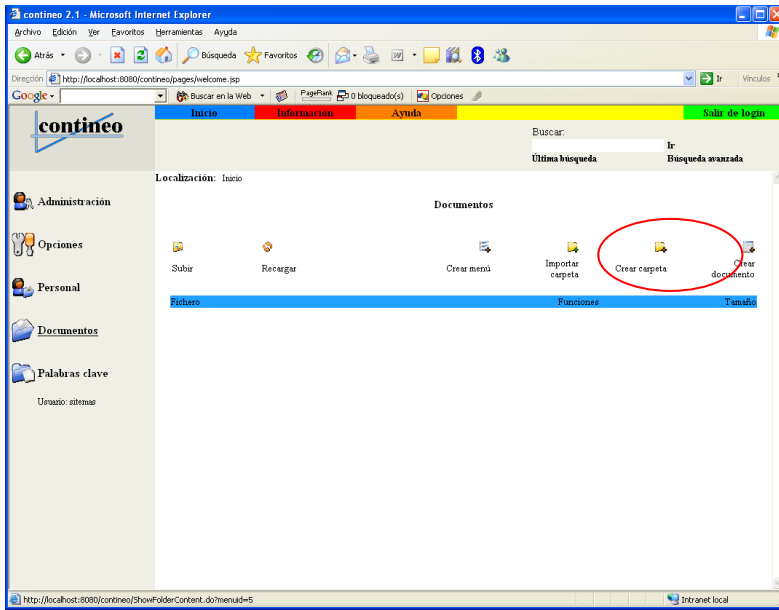 contineo 2.1 - Microsoft Internet Explorer
Archivo Edición Ver Favoritos Herramientas Ayuda
Atrás Búsqueda Favoritos W
Dirección http://localhost:8080/contineo/pages/welcome.jsp Ir Vínculos »
Google Buscar en la Web PageRank 0 bloqueado(s) Opciones
contineo
Inicio Información Ayuda Salir de login
Buscar:
Ir
Última búsqueda Búsqueda avanzada
Localización: Inicio
Documentos
Administración
Opciones
Personal
Documentos
Palabras clave
Usuario: sitemas
Subir Recargar Crear menú Importar carpeta Crear carpeta Crear documento
Fichero Funciones Tamaño
http://localhost:8080/contineo/ShowFolderContent.do?menuid=5 Intranet local